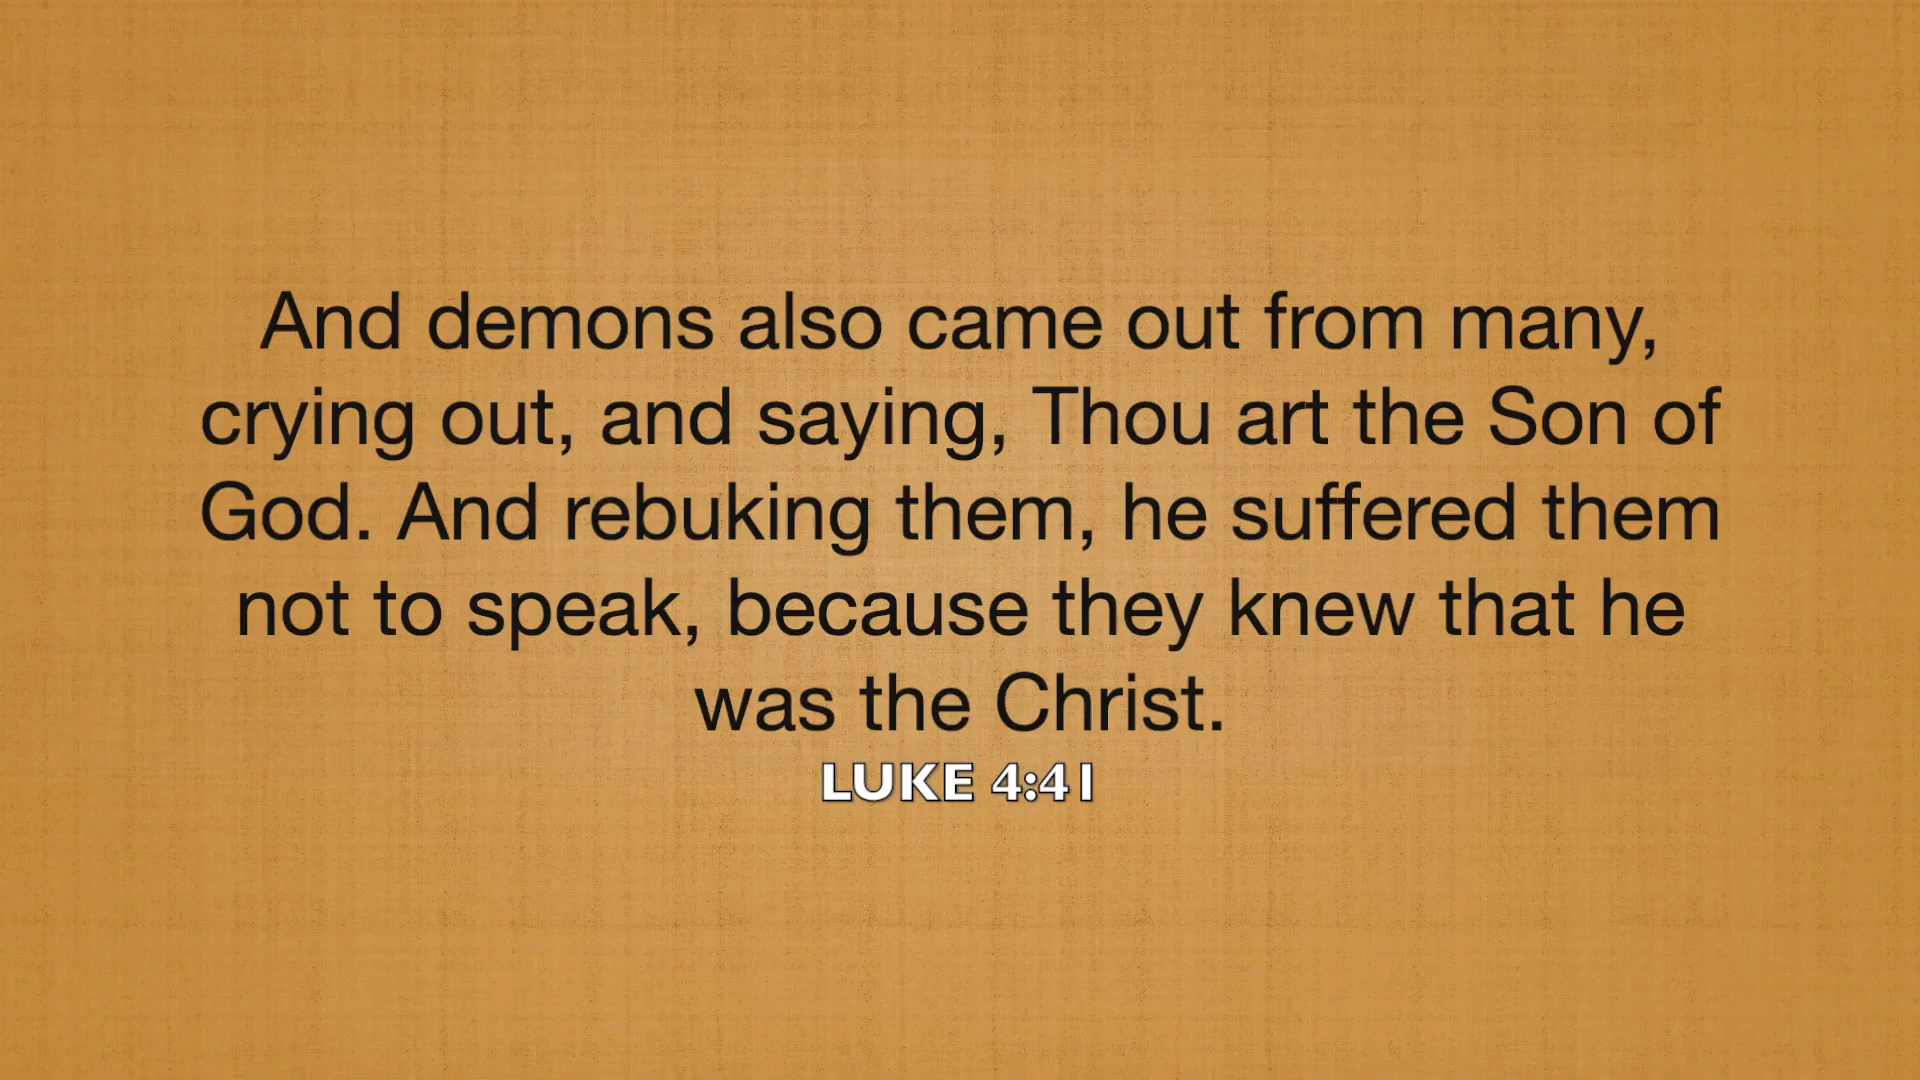 And demons also came out from many,
crying out, and saying, Thou art the Son of
God. And rebuking them, he suffered them
not to speak, because they knew that he
was the Christ.
LUKE 4:41